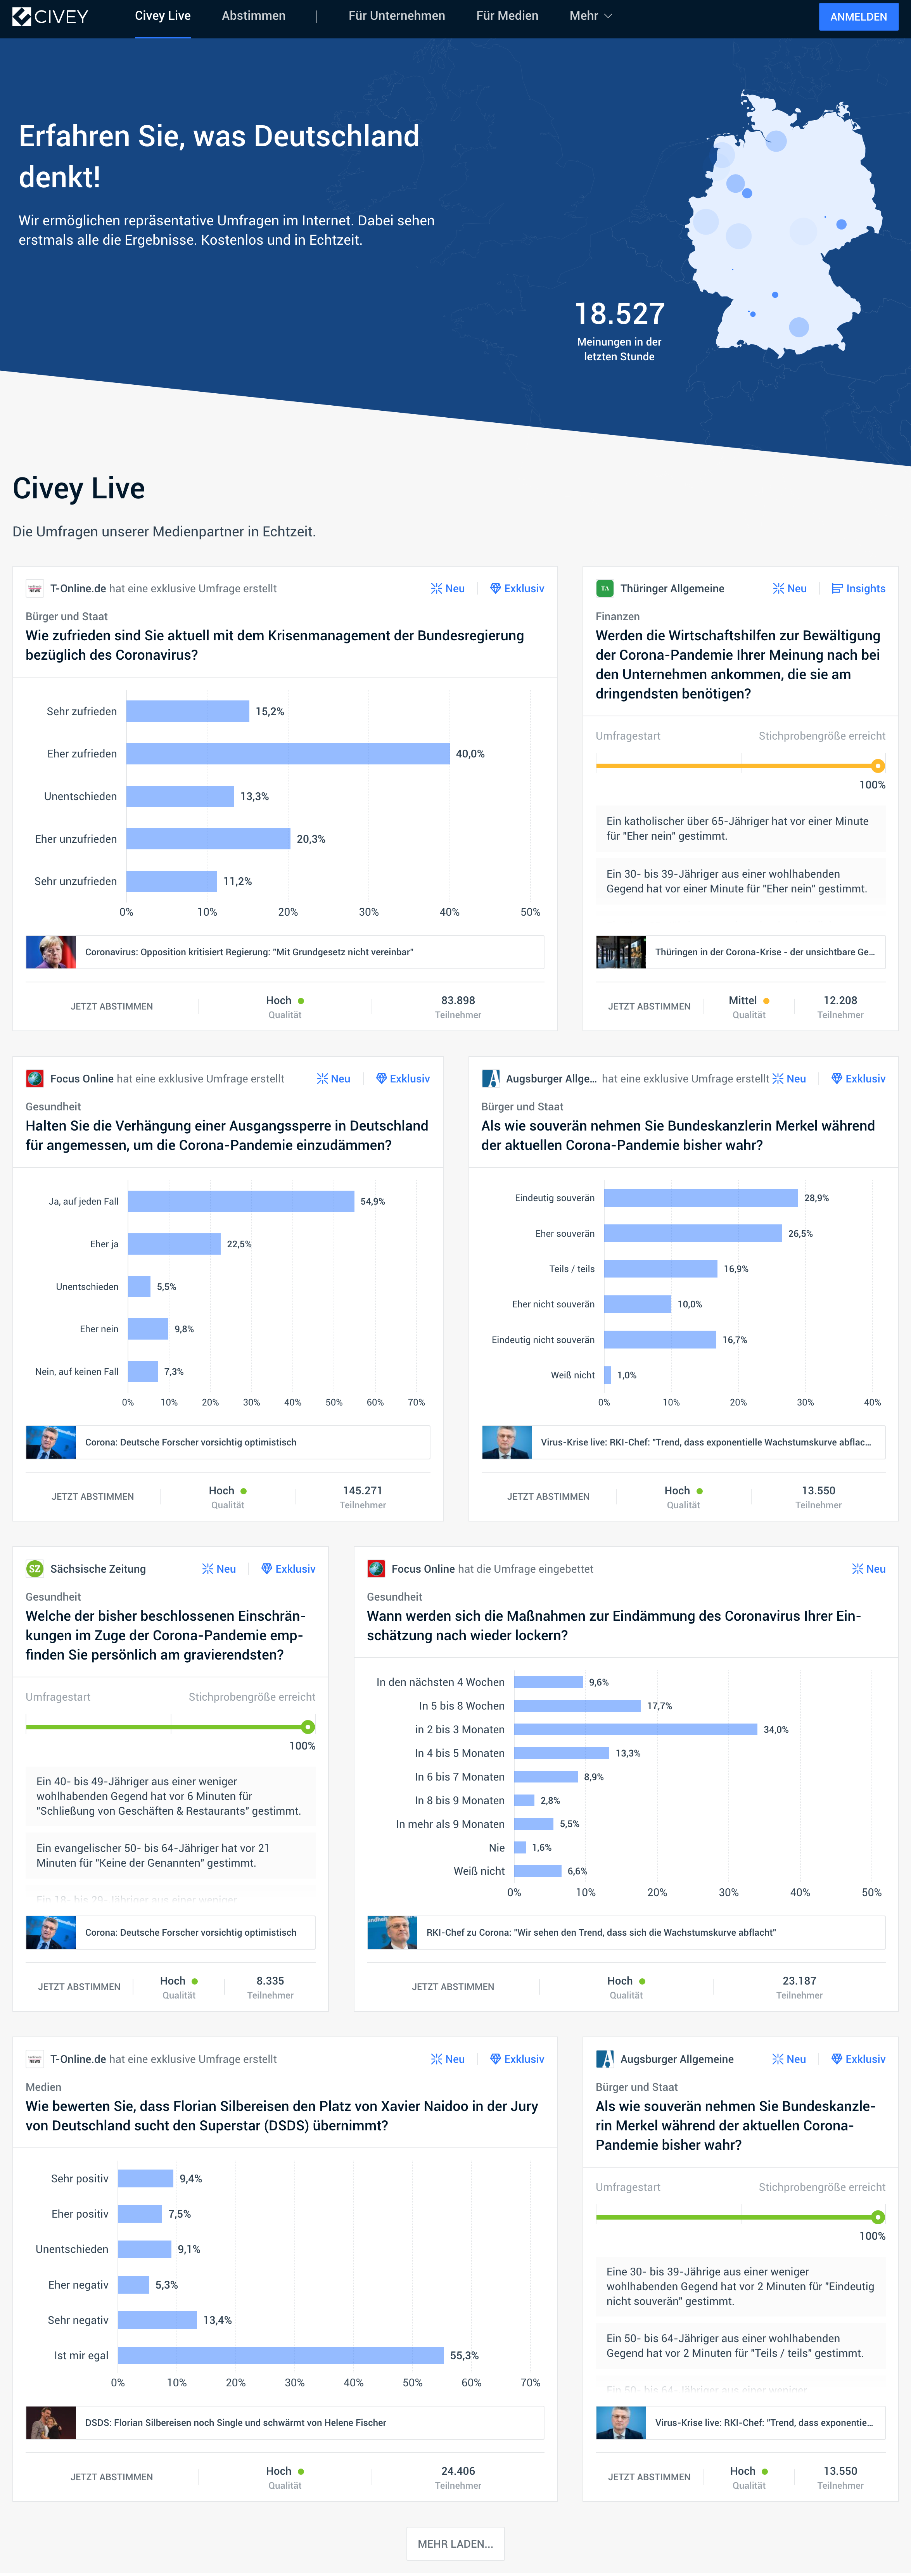 CIVEY
Civey Live
Abstimmen
|
Für Unternehmen
Für Medien
Mehr
ANMELDEN
Erfahren Sie, was Deutschland
denkt!
Wir ermöglichen repräsentative Umfragen im Internet. Dabei sehen
erstmals alle die Ergebnisse. Kostenlos und in Echtzeit.
18.527
Meinungen in der
letzten Stunde
Civey Live
Die Umfragen unserer Medienpartner in Echtzeit.
T-Online.de hat eine exklusive Umfrage erstellt
Neu
Exklusiv
Bürger und Staat
Wie zufrieden sind Sie aktuell mit dem Krisenmanagement der Bundesregierung
bezüglich des Coronavirus?
Sehr zufrieden 15,2%
Eher zufrieden 40,0%
Unentschieden 13,3%
Eher unzufrieden 20,3%
Sehr unzufrieden 11,2%
0% 10% 20% 30% 40% 50%
Coronavirus: Opposition kritisiert Regierung: "Mit Grundgesetz nicht vereinbar"
JETZT ABSTIMMEN
Hoch
Qualität
83.898
Teilnehmer
TA
Thüringer Allgemeine
Neu
Insights
Finanzen
Werden die Wirtschaftshilfen zur Bewältigung
der Corona-Pandemie Ihrer Meinung nach bei
den Unternehmen ankommen, die sie am
dringendsten benötigen?
Umfragestart
Stichprobengröße erreicht
100%
Ein katholischer über 65-Jähriger hat vor einer Minute
für "Eher nein" gestimmt.
Ein 30- bis 39-Jähriger aus einer wohlhabenden
Gegend hat vor einer Minute für "Eher nein" gestimmt.
Thüringen in der Corona-Krise - der unsichtbare Ge...
JETZT ABSTIMMEN
Mittel
Qualität
12.208
Teilnehmer
Focus Online hat eine exklusive Umfrage erstellt
Neu
Exklusiv
Gesundheit
Halten Sie die Verhängung einer Ausgangssperre in Deutschland
für angemessen, um die Corona-Pandemie einzudämmen?
Ja, auf jeden Fall 54,9%
Eher ja 22,5%
Unentschieden 5,5%
Eher nein 9,8%
Nein, auf keinen Fall 7,3%
0% 10% 20% 30% 40% 50% 60% 70%
Corona: Deutsche Forscher vorsichtig optimistisch
JETZT ABSTIMMEN
Hoch
Qualität
145.271
Teilnehmer
Augsburger Allge... hat eine exklusive Umfrage erstellt
Neu
Exklusiv
Bürger und Staat
Als wie souverän nehmen Sie Bundeskanzlerin Merkel während
der aktuellen Corona-Pandemie bisher wahr?
Eindeutig souverän 28,9%
Eher souverän 26,5%
Teils / teils 16,9%
Eher nicht souverän 10,0%
Eindeutig nicht souverän 16,7%
Weiß nicht 1,0%
0% 10% 20% 30% 40%
Virus-Krise live: RKI-Chef: "Trend, dass exponentielle Wachstumskurve abflac...
JETZT ABSTIMMEN
Hoch
Qualität
13.550
Teilnehmer
SZ
Sächsische Zeitung
Neu
Exklusiv
Gesundheit
Welche der bisher beschlossenen Einschrän-
kungen im Zuge der Corona-Pandemie emp-
finden Sie persönlich am gravierendsten?
Umfragestart
Stichprobengröße erreicht
100%
Ein 40- bis 49-Jähriger aus einer weniger
wohlhabenden Gegend hat vor 6 Minuten für
"Schließung von Geschäften & Restaurants" gestimmt.
Ein evangelischer 50- bis 64-Jähriger hat vor 21
Minuten für "Keine der Genannten" gestimmt.
Ein 18- bis 29-Jähriger aus einer weniger
Corona: Deutsche Forscher vorsichtig optimistisch
JETZT ABSTIMMEN
Hoch
Qualität
8.335
Teilnehmer
Focus Online hat die Umfrage eingebettet
Neu
Gesundheit
Wann werden sich die Maßnahmen zur Eindämmung des Coronavirus Ihrer Ein-
schätzung nach wieder lockern?
In den nächsten 4 Wochen 9,6%
In 5 bis 8 Wochen 17,7%
in 2 bis 3 Monaten 34,0%
In 4 bis 5 Monaten 13,3%
In 6 bis 7 Monaten 8,9%
In 8 bis 9 Monaten 2,8%
In mehr als 9 Monaten 5,5%
Nie 1,6%
Weiß nicht 6,6%
0% 10% 20% 30% 40% 50%
RKI-Chef zu Corona: "Wir sehen den Trend, dass sich die Wachstumskurve abflacht"
JETZT ABSTIMMEN
Hoch
Qualität
23.187
Teilnehmer
T-Online.de hat eine exklusive Umfrage erstellt
Neu
Exklusiv
Medien
Wie bewerten Sie, dass Florian Silbereisen den Platz von Xavier Naidoo in der Jury
von Deutschland sucht den Superstar (DSDS) übernimmt?
Sehr positiv 9,4%
Eher positiv 7,5%
Unentschieden 9,1%
Eher negativ 5,3%
Sehr negativ 13,4%
Ist mir egal 55,3%
0% 10% 20% 30% 40% 50% 60% 70%
DSDS: Florian Silbereisen noch Single und schwärmt von Helene Fischer
JETZT ABSTIMMEN
Hoch
Qualität
24.406
Teilnehmer
Augsburger Allgemeine
Neu
Exklusiv
Bürger und Staat
Als wie souverän nehmen Sie Bundeskanzle-
rin Merkel während der aktuellen Corona-
Pandemie bisher wahr?
Umfragestart
Stichprobengröße erreicht
100%
Eine 30- bis 39-Jährige aus einer weniger
wohlhabenden Gegend hat vor 2 Minuten für "Eindeutig
nicht souverän" gestimmt.
Ein 50- bis 64-Jähriger aus einer wohlhabenden
Gegend hat vor 2 Minuten für "Teils / teils" gestimmt.
Ein 50- bis 64-Jähriger aus einer weniger
Virus-Krise live: RKI-Chef: "Trend, dass exponentie...
JETZT ABSTIMMEN
Hoch
Qualität
13.550
Teilnehmer
MEHR LADEN...